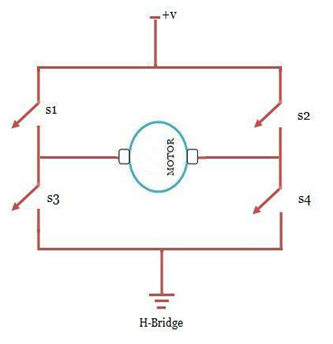 +v
s1
s2
MOTOR
s3
s4
H-Bridge